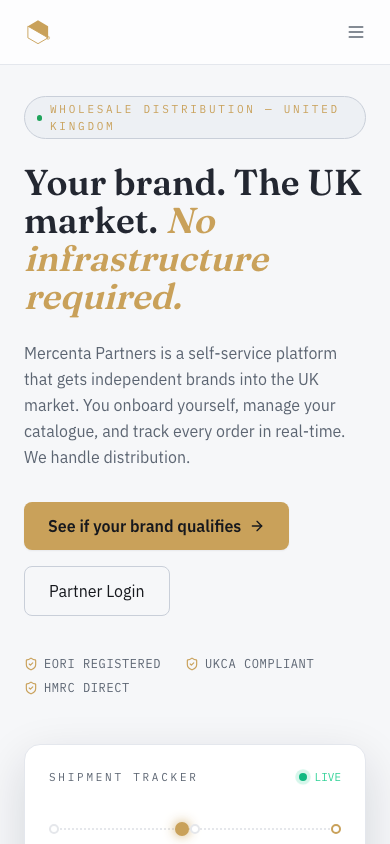 WHOLESALE DISTRIBUTION — UNITED
KINGDOM
Your brand. The UK
market. No
infrastructure
required.
Mercenta Partners is a self-service platform
that gets independent brands into the UK
market. You onboard yourself, manage your
catalogue, and track every order in real-time.
We handle distribution.
See if your brand qualifies →
Partner Login
EORI REGISTERED UKCA COMPLIANT
HMRC DIRECT
SHIPMENT TRACKER LIVE